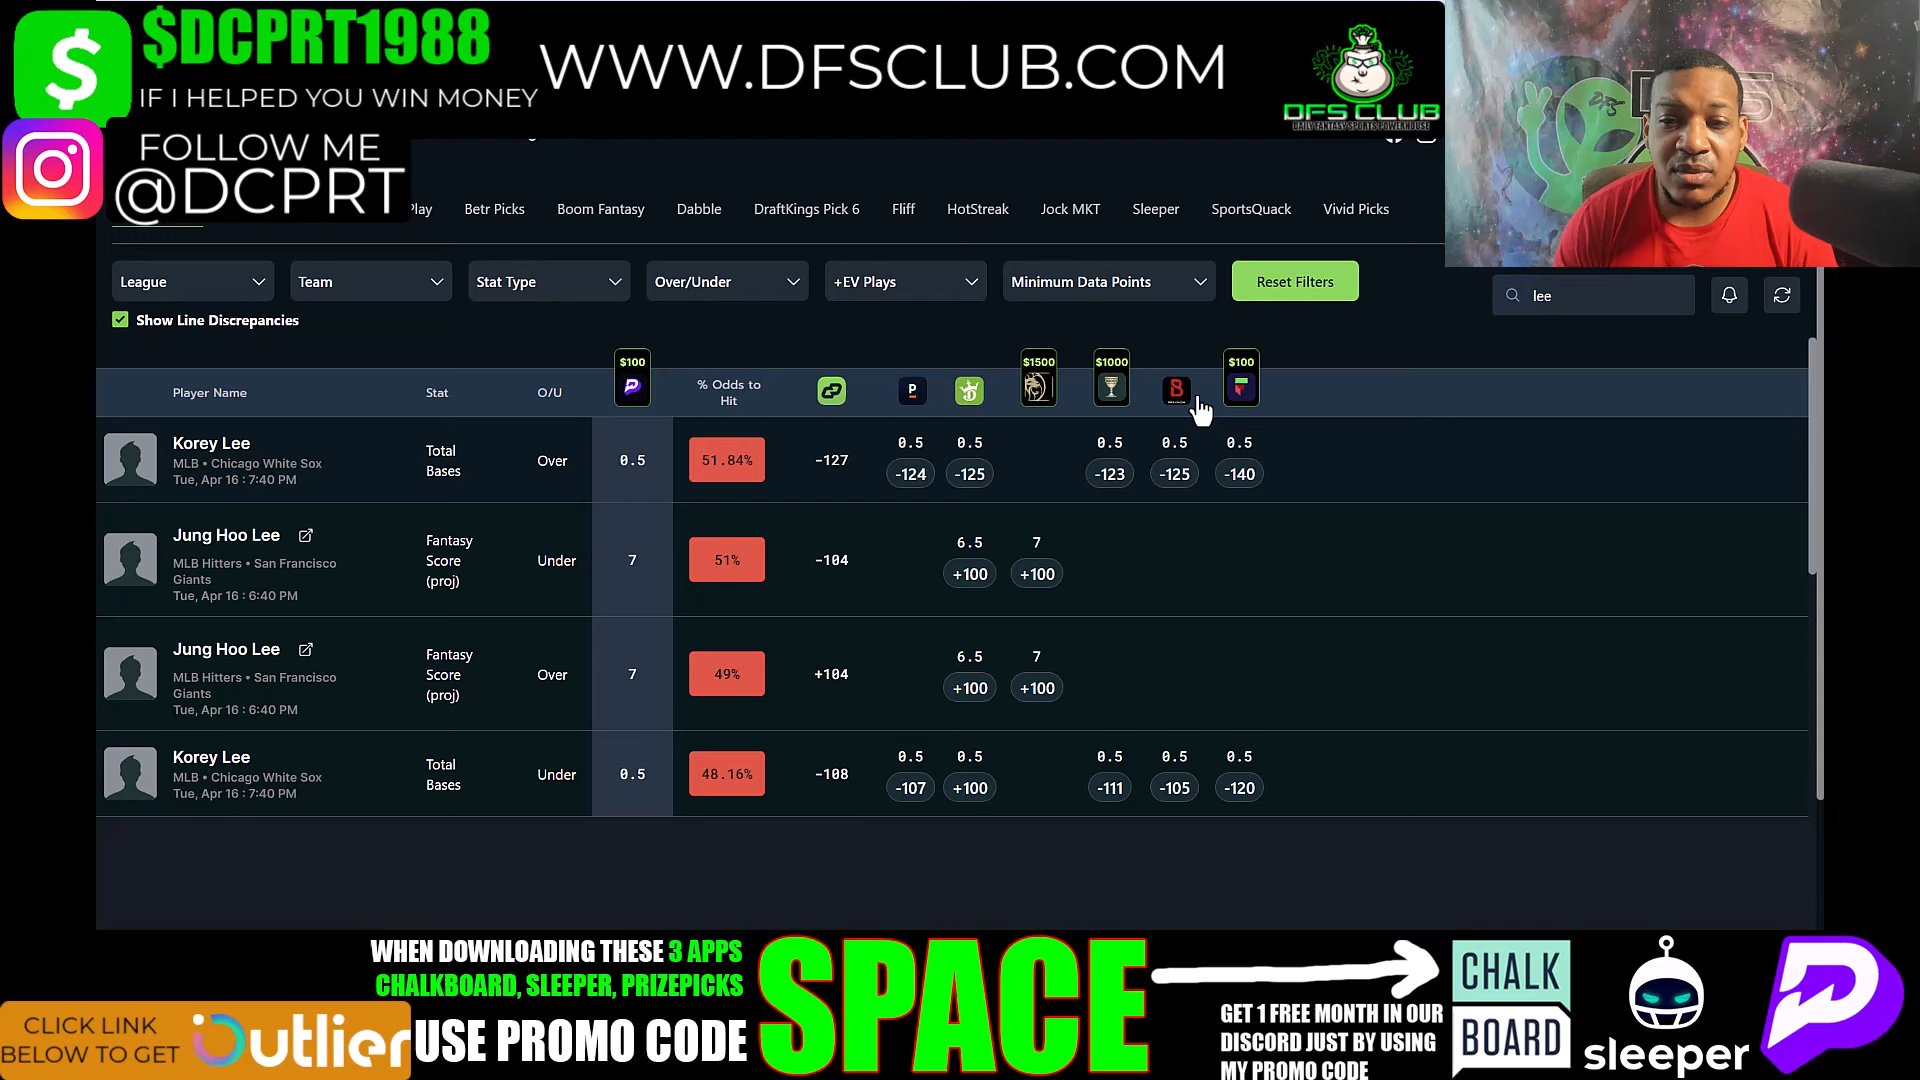 $DCPRT1988
IF I HELPED YOU WIN MONEY
WWW.DFSCLUB.COM
DFS CLUB
DAILY FANTASY SPORTS POWERHOUSE
FOLLOW ME
@DCPRT
Play
Betr Picks
Boom Fantasy
Dabble
DraftKings Pick 6
Fliff
HotStreak
Jock MKT
Sleeper
SportsQuack
Vivid Picks
League
Team
Stat Type
Over/Under
+EV Plays
Minimum Data Points
Reset Filters
lee
Show Line Discrepancies
$100
$1500
$1000
$100
Player Name
Stat
O/U
% Odds to
Hit
Korey Lee
MLB • Chicago White Sox
Tue, Apr 16 : 7:40 PM
Total
Bases
Over
0.5
51.84%
-127
0.5
-124
0.5
-125
0.5
-123
0.5
-125
0.5
-140
Jung Hoo Lee
MLB Hitters • San Francisco
Giants
Tue, Apr 16 : 6:40 PM
Fantasy
Score
(proj)
Under
7
51%
-104
6.5
+100
7
+100
Jung Hoo Lee
MLB Hitters • San Francisco
Giants
Tue, Apr 16 : 6:40 PM
Fantasy
Score
(proj)
Over
7
49%
+104
6.5
+100
7
+100
Korey Lee
MLB • Chicago White Sox
Tue, Apr 16 : 7:40 PM
Total
Bases
Under
0.5
48.16%
-108
0.5
-107
0.5
+100
0.5
-111
0.5
-105
0.5
-120
WHEN DOWNLOADING THESE 3 APPS
CHALKBOARD, SLEEPER, PRIZEPICKS
USE PROMO CODE
SPACE
CLICK LINK
BELOW TO GET
Outlier
GET 1 FREE MONTH IN OUR
DISCORD JUST BY USING
MY PROMO CODE
CHALK
BOARD
sleeper